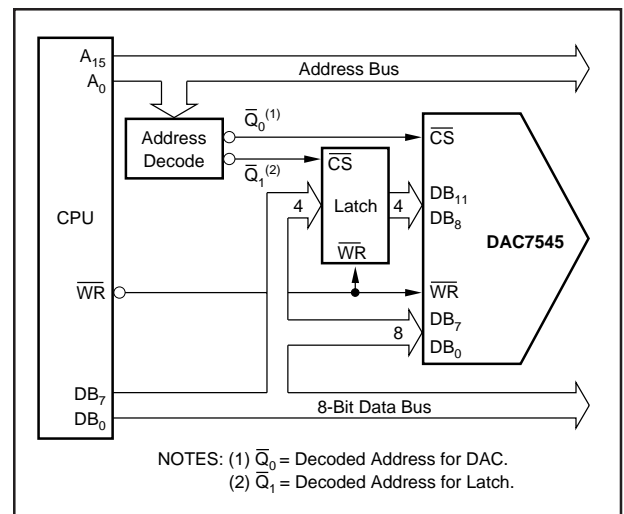 A15
A0
Address Bus
Address
Decode
Q̅0(1)
Q̅1(2)
C̅S̅
C̅S̅
CPU
4
Latch
4
DB11
DB8
DAC7545
W̅R̅
W̅R̅
W̅R̅
8
DB7
DB0
DB7
DB0
8-Bit Data Bus
NOTES: (1) Q̅0 = Decoded Address for DAC.
(2) Q̅1 = Decoded Address for Latch.